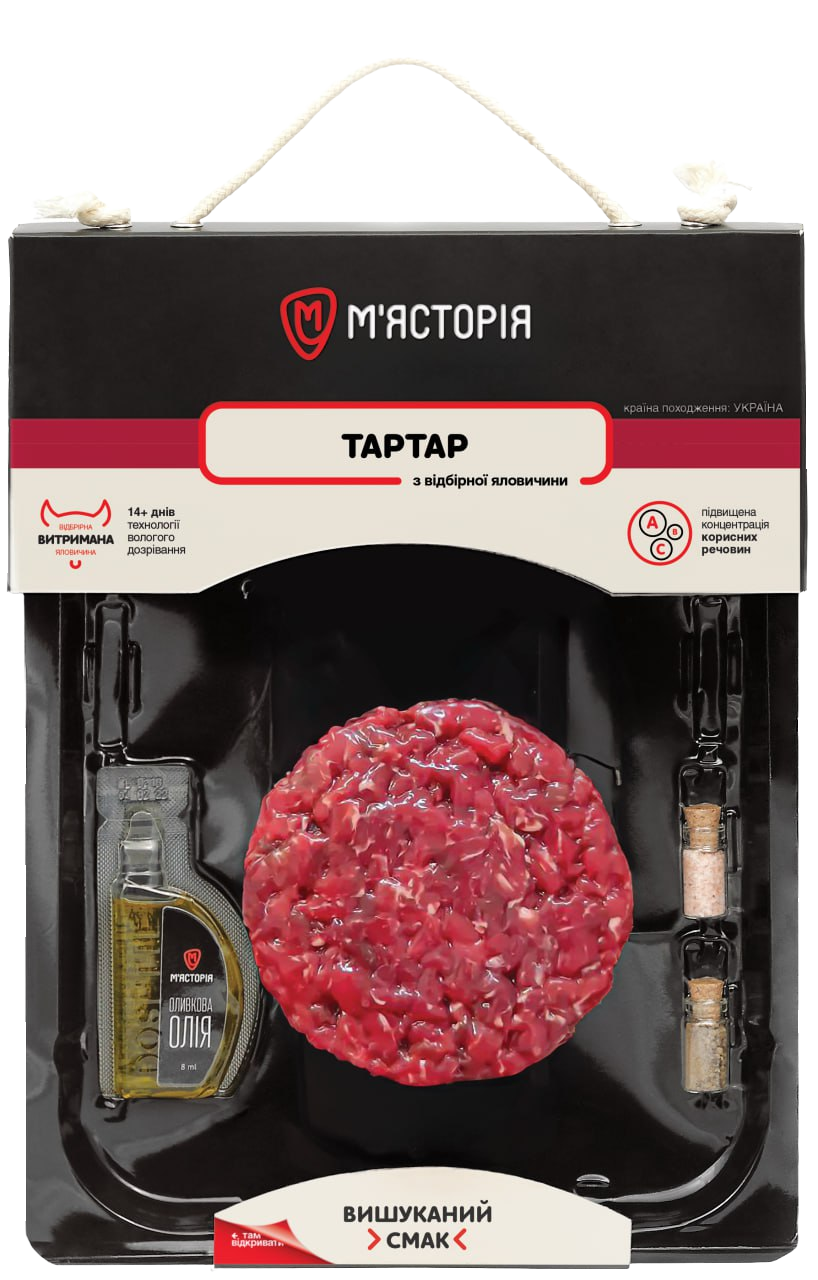 М'ЯСТОРІЯ
країна походження: УКРАЇНА
ТАРТАР
з відбірної яловичини
ВІДБІРНА
ВИТРИМАНА
ЯЛОВИЧИНА
14+ днів
технології
вологого
дозрівання
A
B
C
підвищена
концентрація
корисних
речовин
М'ЯСТОРІЯ
ОЛИВКОВА
ОЛІЯ
8 ml
ВИШУКАНИЙ
СМАК
там
відкривати